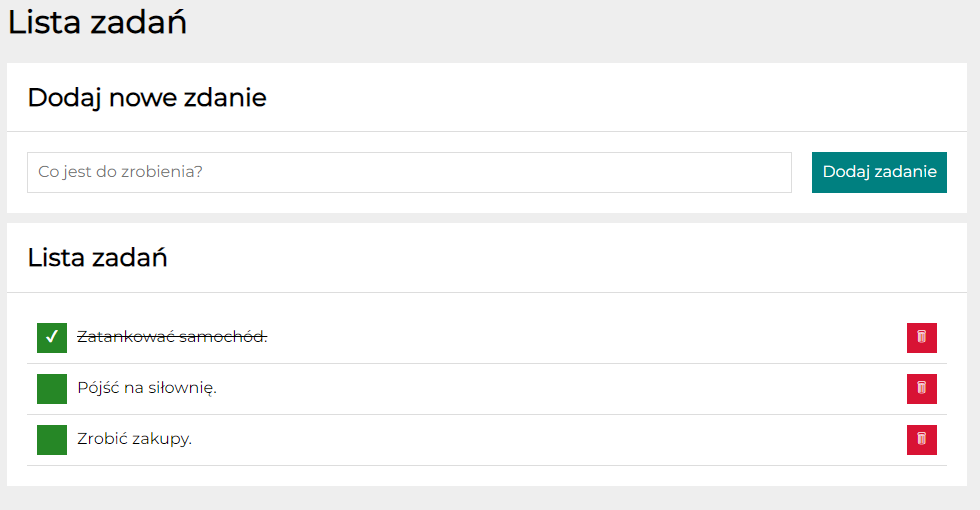 Lista zadań
Dodaj nowe zdanie
Co jest do zrobienia?
Dodaj zadanie
Lista zadań
Zatankować samochód.
Pójść na siłownię.
Zrobić zakupy.